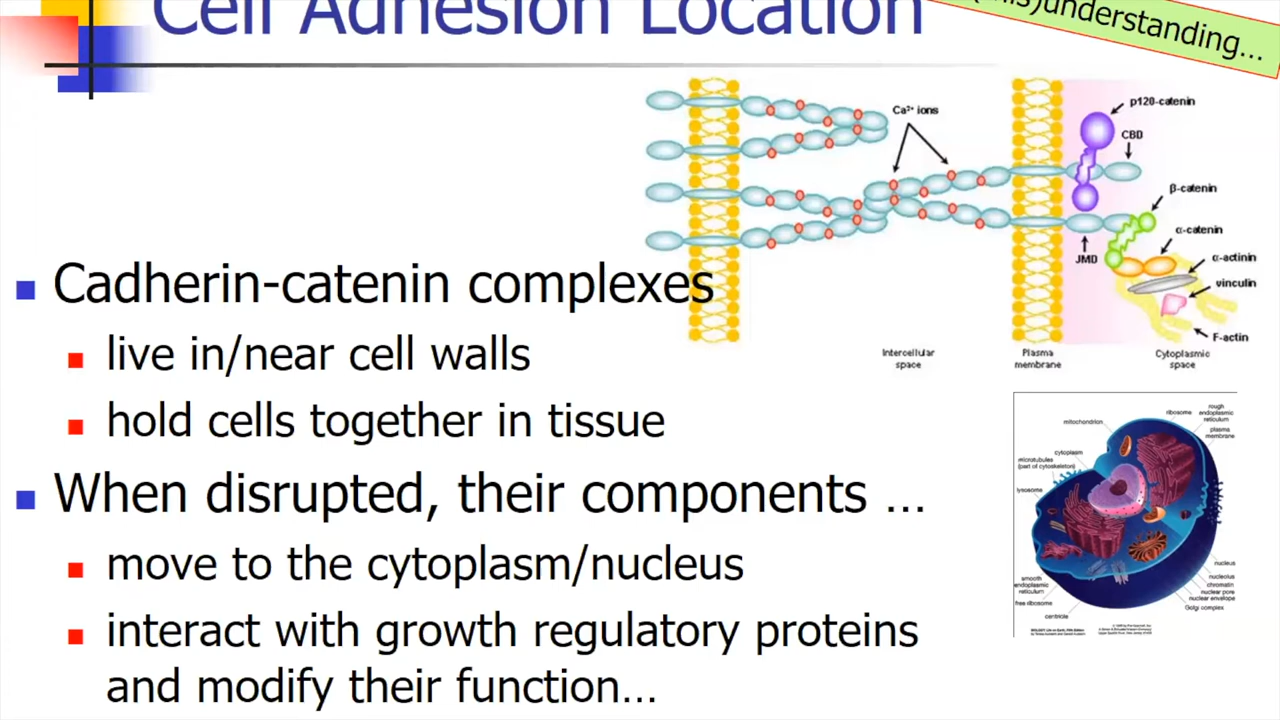 Cell Adhesion Location
understanding...
p120-catenin
Ca²⁺ ions
CBD
β-catenin
α-catenin
JMD
α-actinin
vinculin
F-actin
Intercellular
space
Plasma
membrane
Cytoplasmic
space
Cadherin-catenin complexes
live in/near cell walls
hold cells together in tissue
When disrupted, their components ...
move to the cytoplasm/nucleus
interact with growth regulatory proteins
and modify their function...
ribosome
rough
endoplasmic
reticulum
mitochondrion
plasma
membrane
cytoplasm
microtubules
(part of cytoskeleton)
lysosome
nucleus
nucleolus
chromatin
nuclear pore
nuclear envelope
Golgi complex
smooth
endoplasmic
reticulum
free ribosome
centriole